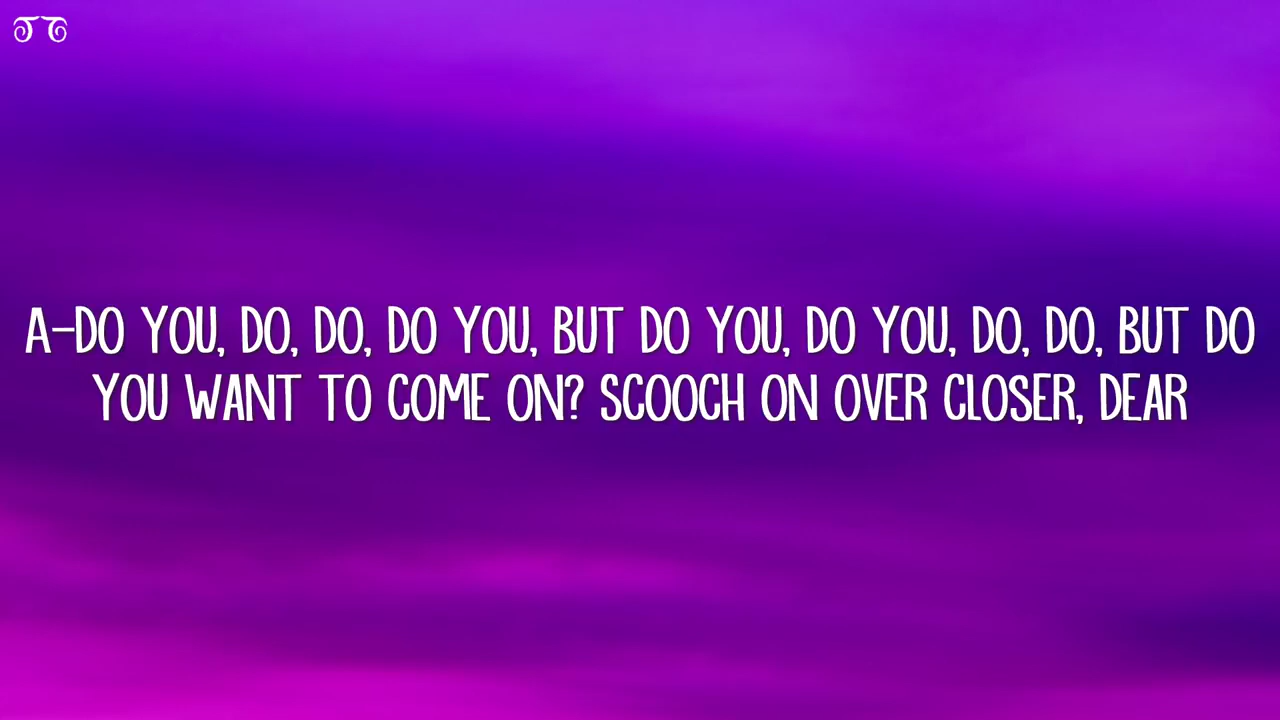 A-DO YOU, DO, DO, DO YOU, BUT DO YOU, DO YOU, DO, DO, BUT DO
YOU WANT TO COME ON? SCOOCH ON OVER CLOSER, DEAR